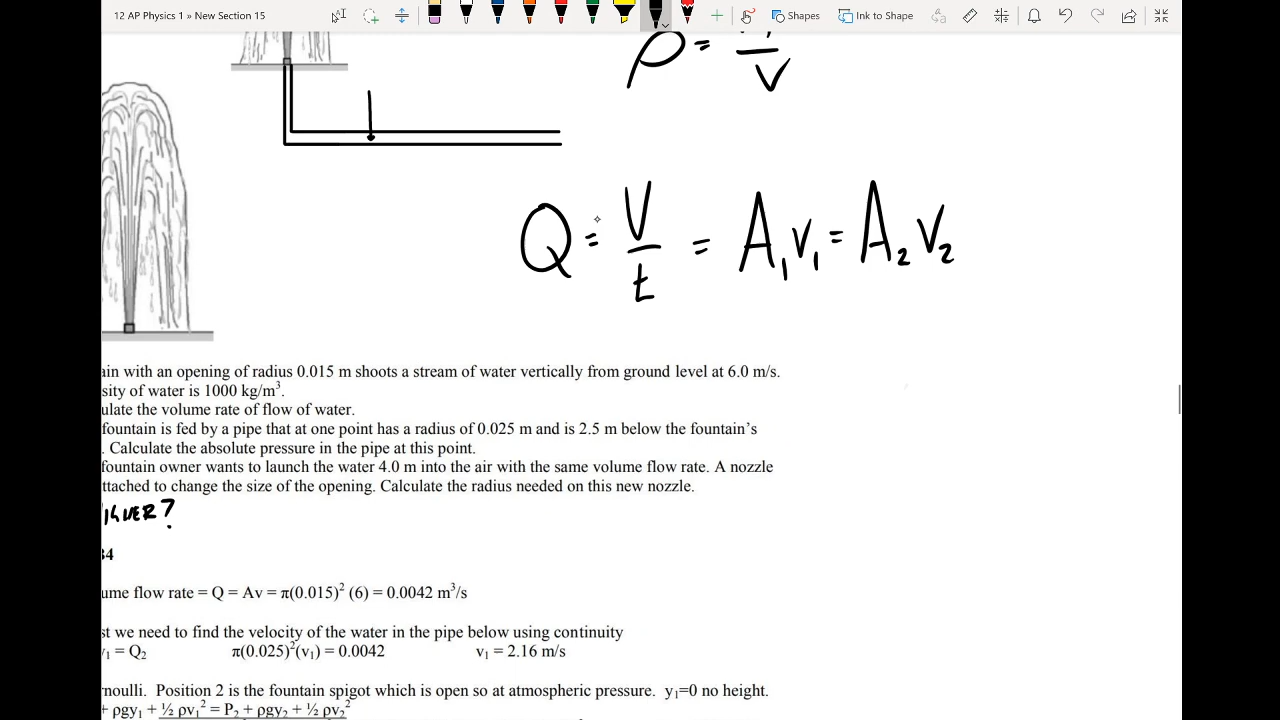 12 AP Physics 1 » New Section 15
Shapes
Ink to Shape
ρ = /V
Q = V/t = A₁v₁ = A₂v₂
ain with an opening of radius 0.015 m shoots a stream of water vertically from ground level at 6.0 m/s.
sity of water is 1000 kg/m³.
ulate the volume rate of flow of water.
fountain is fed by a pipe that at one point has a radius of 0.025 m and is 2.5 m below the fountain's
. Calculate the absolute pressure in the pipe at this point.
fountain owner wants to launch the water 4.0 m into the air with the same volume flow rate. A nozzle
ttached to change the size of the opening. Calculate the radius needed on this new nozzle.
34
ume flow rate = Q = Av = π(0.015)² (6) = 0.0042 m³/s
st we need to find the velocity of the water in the pipe below using continuity
₁ = Q₂ π(0.025)²(v₁) = 0.0042 v₁ = 2.16 m/s
noulli. Position 2 is the fountain spigot which is open so at atmospheric pressure. y₁=0 no height.
+ ρgy₁ + ½ ρv₁² = P₂ + ρgy₂ + ½ ρv₂²